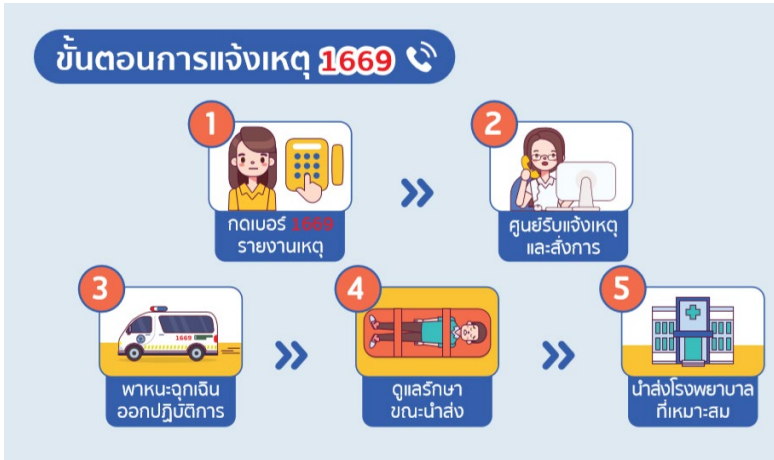 ขั้นตอนการแจ้งเหตุ 1669
1
2
กดเบอร์ 1669
รายงานเหตุ
ศูนย์รับแจ้งเหตุ
และสั่งการ
3
4
5
1669
พาหนะฉุกเฉิน
ออกปฏิบัติการ
ดูแลรักษา
ขณะนำส่ง
นำส่งโรงพยาบาล
ที่เหมาะสม